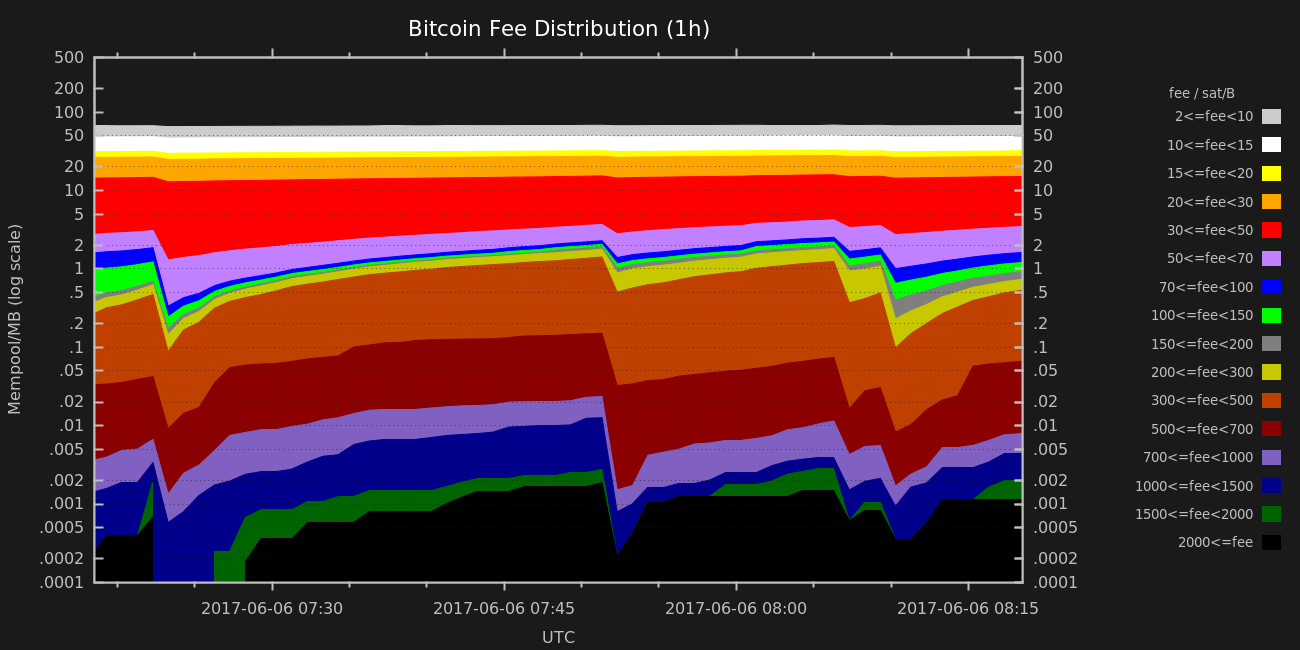 Bitcoin Fee Distribution (1h)
500
200
100
50
20
10
5
2
1
.5
.2
.1
.05
.02
.01
.005
.002
.001
.0005
.0002
.0001
Mempool/MB (log scale)
500
200
100
50
20
10
5
2
1
.5
.2
.1
.05
.02
.01
.005
.002
.001
.0005
.0002
.0001
2017-06-06 07:30
2017-06-06 07:45
2017-06-06 08:00
2017-06-06 08:15
UTC
fee / sat/B
2<=fee<10
10<=fee<15
15<=fee<20
20<=fee<30
30<=fee<50
50<=fee<70
70<=fee<100
100<=fee<150
150<=fee<200
200<=fee<300
300<=fee<500
500<=fee<700
700<=fee<1000
1000<=fee<1500
1500<=fee<2000
2000<=fee